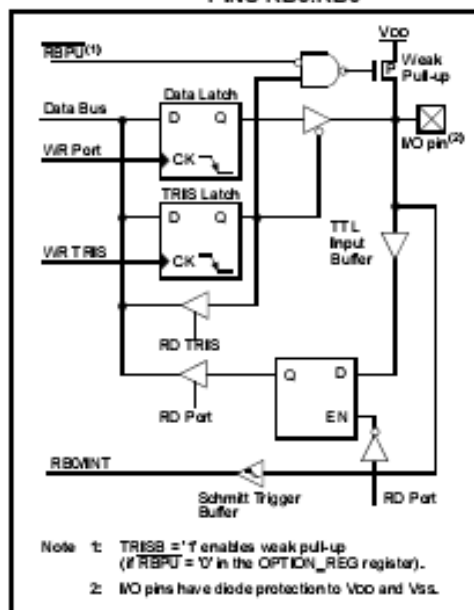 RBPU(1)
VDD
P
Weak
Pull-up
Data Bus
Data Latch
D Q
WR Port
CK
I/O pin(2)
TRIS Latch
D Q
WR TRIS
CK
TTL
Input
Buffer
RD TRIS
Q D
RD Port
EN
RB0/INT
Schmitt Trigger
Buffer
RD Port
Note 1: TRISB = '1' enables weak pull-up
(if RBPU = '0' in the OPTION_REG register).
2: I/O pins have diode protection to VDD and VSS.